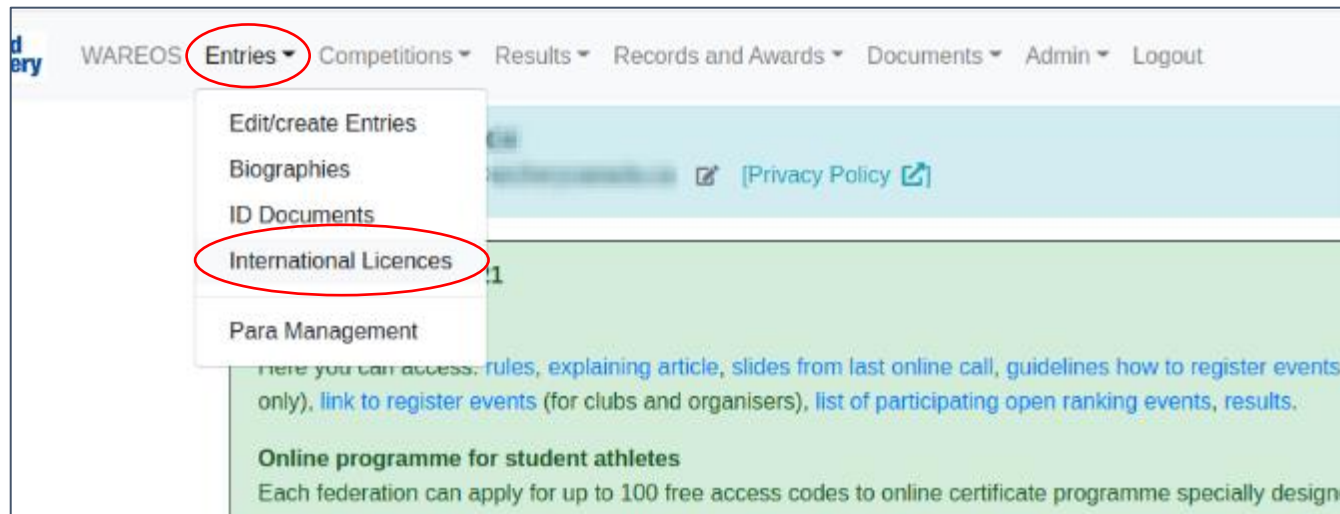 d
ery
WAREOS Entries Competitions Results Records and Awards Documents Admin Logout
Edit/create Entries
Biographies
ID Documents
International Licences
Para Management
[Privacy Policy ]
21
Here you can access: rules, explaining article, slides from last online call, guidelines how to register events
only), link to register events (for clubs and organisers), list of participating open ranking events, results.
Online programme for student athletes
Each federation can apply for up to 100 free access codes to online certificate programme specially design